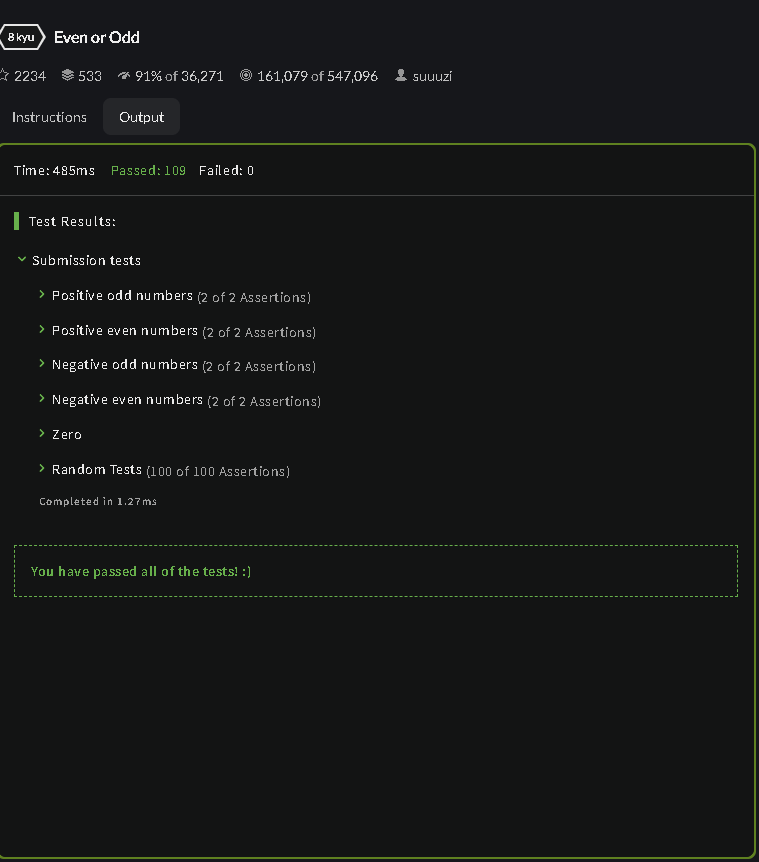 8 kyu Even or Odd
2234 533 91% of 36,271 161,079 of 547,096 suuuzi
Instructions Output
Time: 485ms Passed: 109 Failed: 0
Test Results:
Submission tests
Positive odd numbers (2 of 2 Assertions)
Positive even numbers (2 of 2 Assertions)
Negative odd numbers (2 of 2 Assertions)
Negative even numbers (2 of 2 Assertions)
Zero
Random Tests (100 of 100 Assertions)
Completed in 1.27ms
You have passed all of the tests! :)